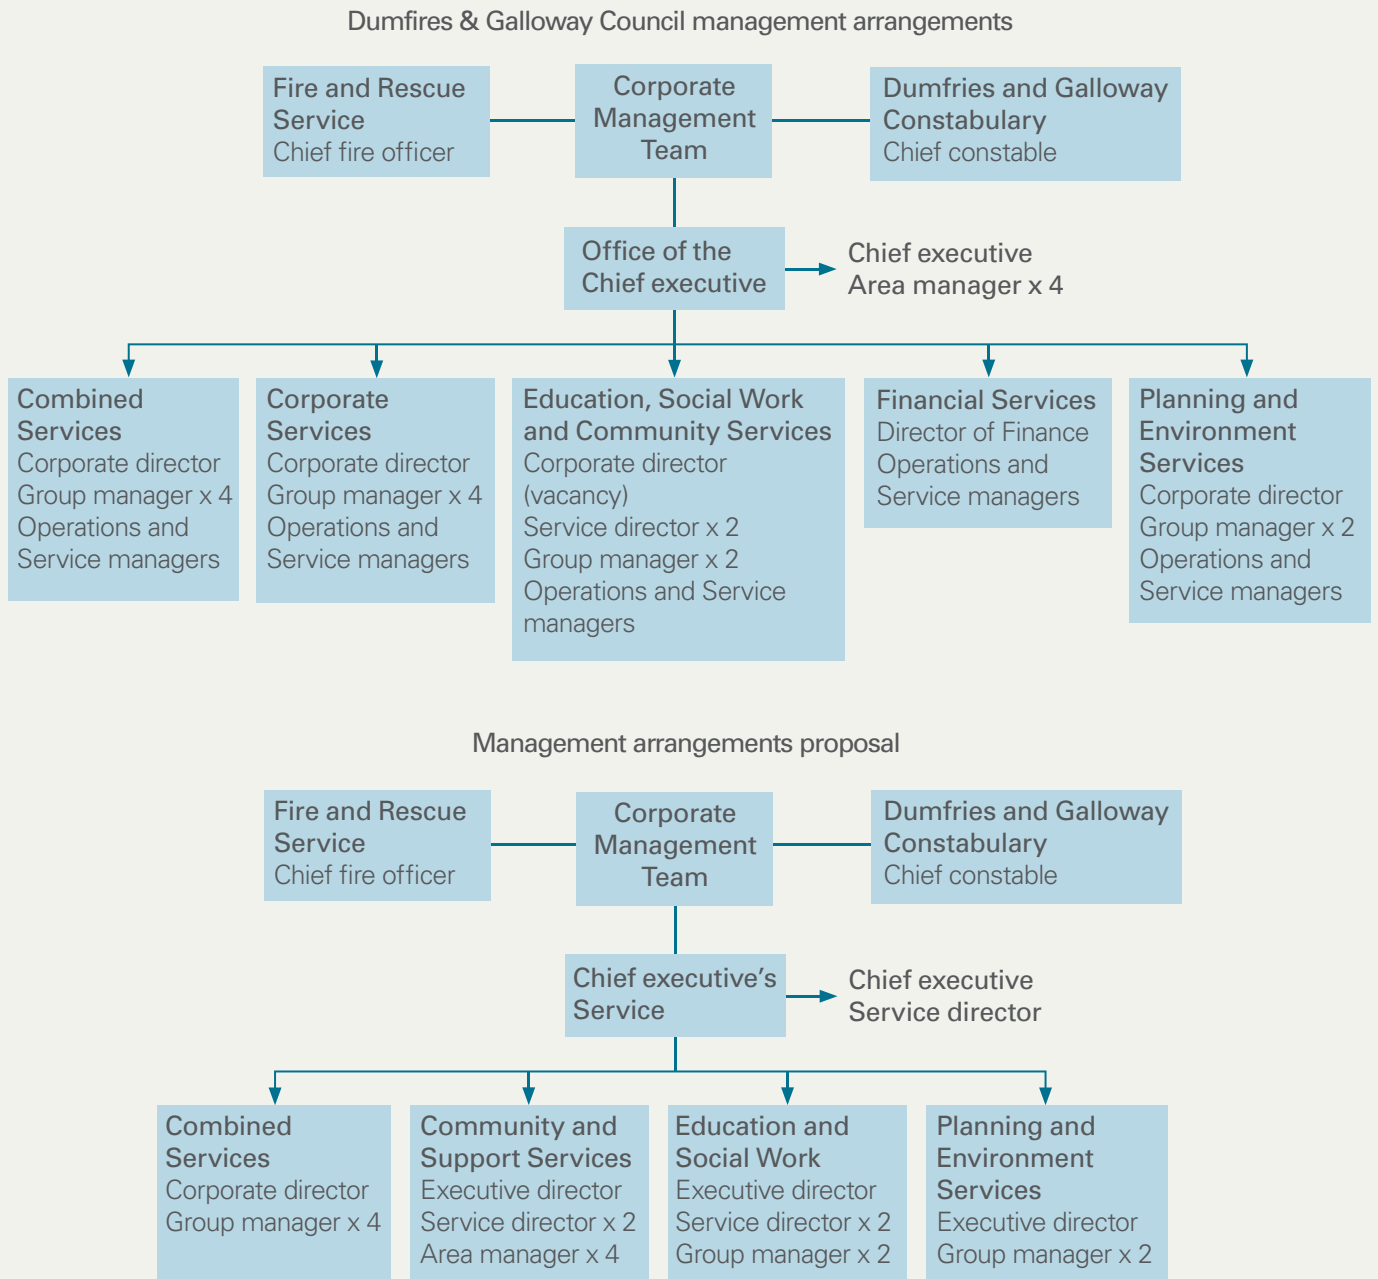 Dumfires & Galloway Council management arrangements
Fire and Rescue
Service
Chief fire officer
Corporate
Management
Team
Dumfries and Galloway
Constabulary
Chief constable
Office of the
Chief executive
Chief executive
Area manager x 4
Combined
Services
Corporate director
Group manager x 4
Operations and
Service managers
Corporate
Services
Corporate director
Group manager x 4
Operations and
Service managers
Education, Social Work
and Community Services
Corporate director
(vacancy)
Service director x 2
Group manager x 2
Operations and Service
managers
Financial Services
Director of Finance
Operations and
Service managers
Planning and
Environment
Services
Corporate director
Group manager x 2
Operations and
Service managers
Management arrangements proposal
Fire and Rescue
Service
Chief fire officer
Corporate
Management
Team
Dumfries and Galloway
Constabulary
Chief constable
Chief executive's
Service
Chief executive
Service director
Combined
Services
Corporate director
Group manager x 4
Community and
Support Services
Executive director
Service director x 2
Area manager x 4
Education and
Social Work
Executive director
Service director x 2
Group manager x 2
Planning and
Environment
Services
Executive director
Group manager x 2